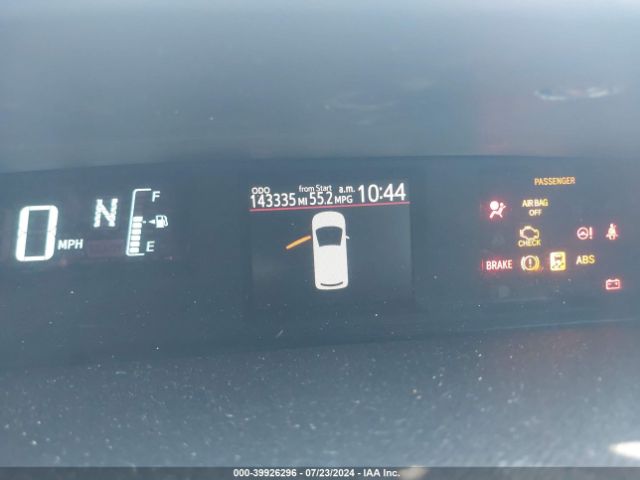 0 MPH
N
F
E
ODO from Start a.m.
143335 MI 55.2 MPG 10:44
PASSENGER
AIR BAG
OFF
CHECK
BRAKE
ABS
000-39926296 - 07/23/2024 - IAA Inc.